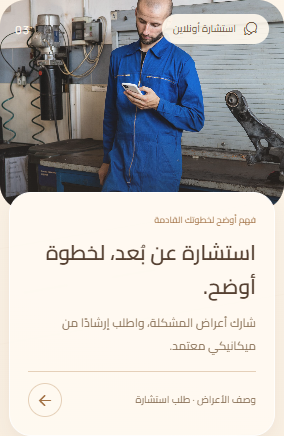 03
استشارة أونلاين
فهم أوضح لخطوتك القادمة
استشارة عن بُعد، لخطوة
أوضح.
شارك أعراض المشكلة، واطلب إرشادًا من
ميكانيكي معتمد.
وصف الأعراض · طلب استشارة